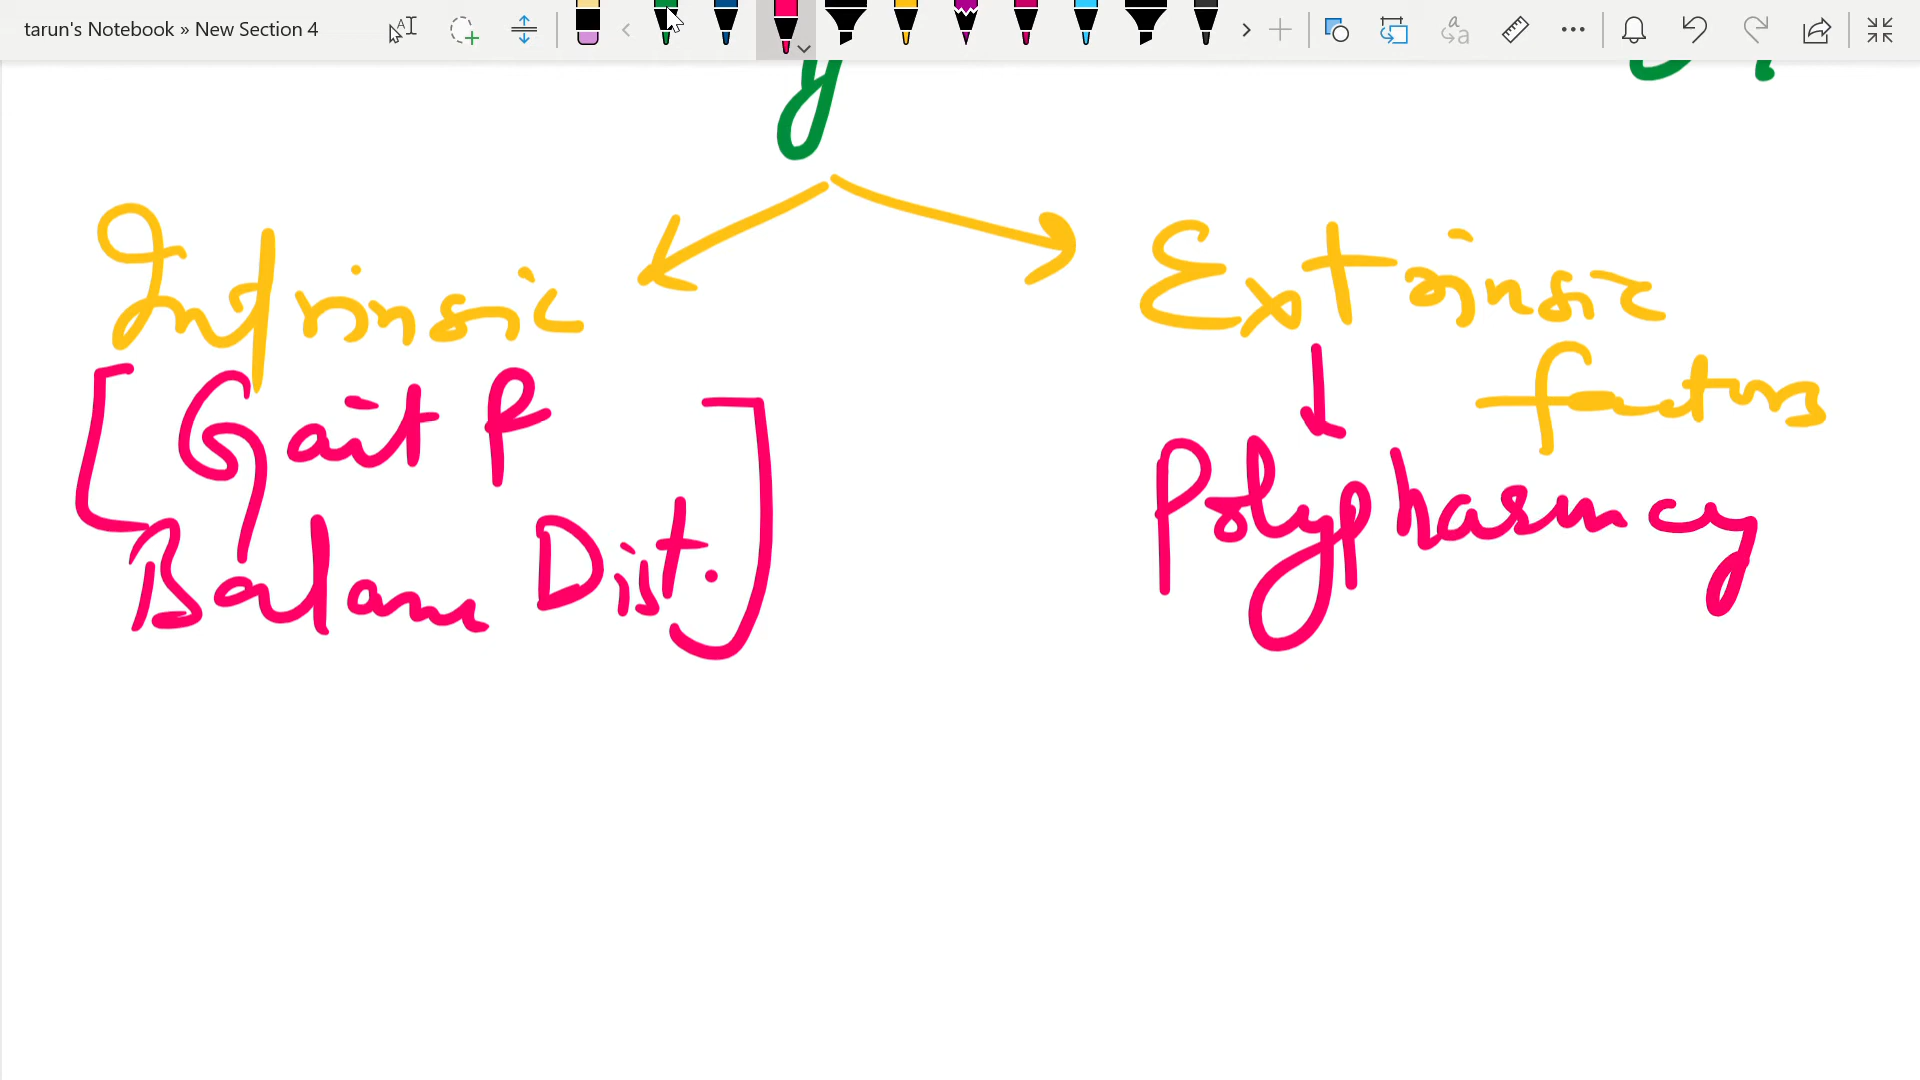 tarun's Notebook » New Section 4
y
Intrinsic
Extrinsic
factors
Gait P
Balance Dist.
Polypharmacy